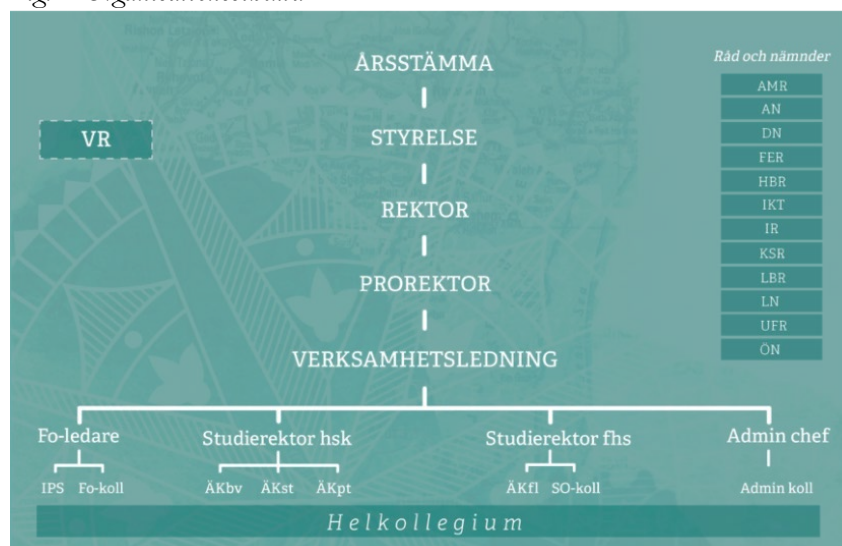 ÅRSSTÄMMA
VR
STYRELSE
REKTOR
PROREKTOR
VERKSAMHETSLEDNING
Råd och nämnder
AMR
AN
DN
FER
HBR
IKT
IR
KSR
LBR
LN
UFR
ÖN
Fo-ledare
Studierektor hsk
Studierektor fhs
Admin chef
IPS Fo-koll
ÄKbv ÄKst ÄKpt
ÄKfl SO-koll
Admin koll
Helkollegium